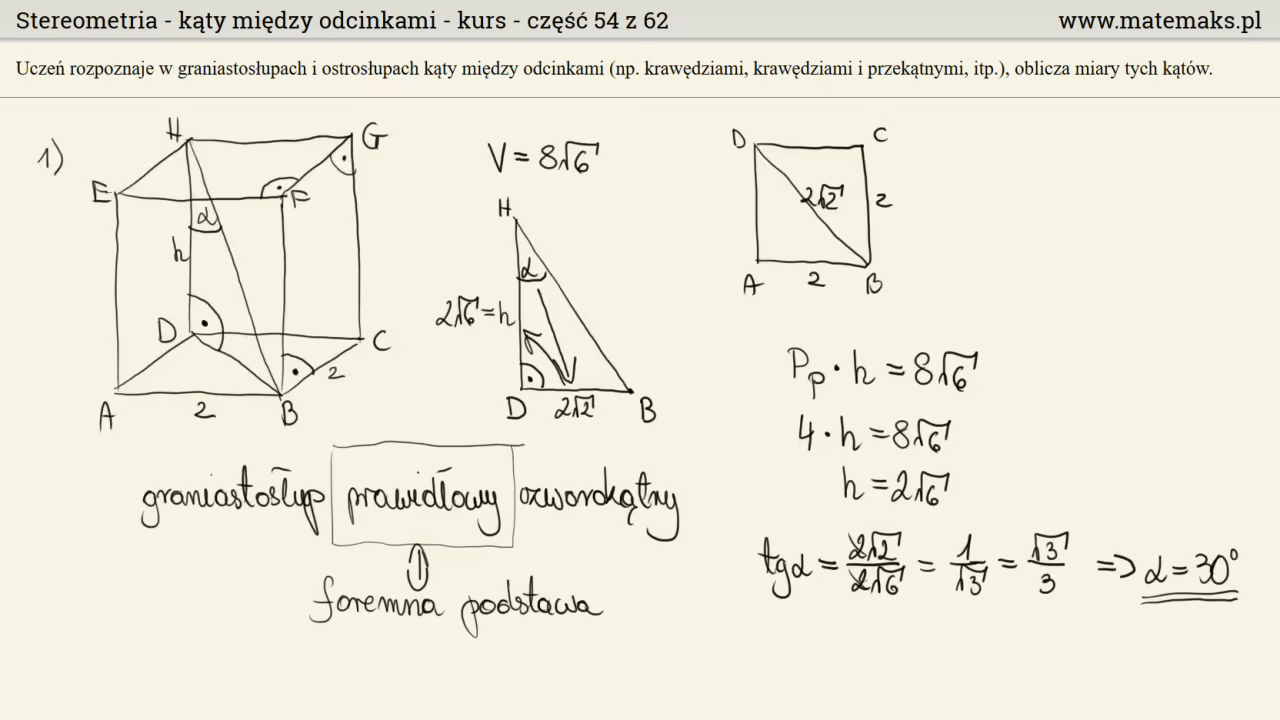 Stereometria - kąty między odcinkami - kurs - część 54 z 62
www.matemaks.pl
Uczeń rozpoznaje w graniastosłupach i ostrosłupach kąty między odcinkami (np. krawędziami, krawędziami i przekątnymi, itp.), oblicza miary tych kątów.
1)
H G
E F
α
h
D C
2
A 2 B
V = 8√6
H
α
2√6 = h
D 2√2 B
D C
2√2 2
A 2 B
Pp · h = 8√6
4 · h = 8√6
h = 2√6
tgα = 2√2/2√6 = 1/√3 = √3/3 => α = 30°
graniastosłup prawidłowy czworokątny
⇕
foremna podstawa